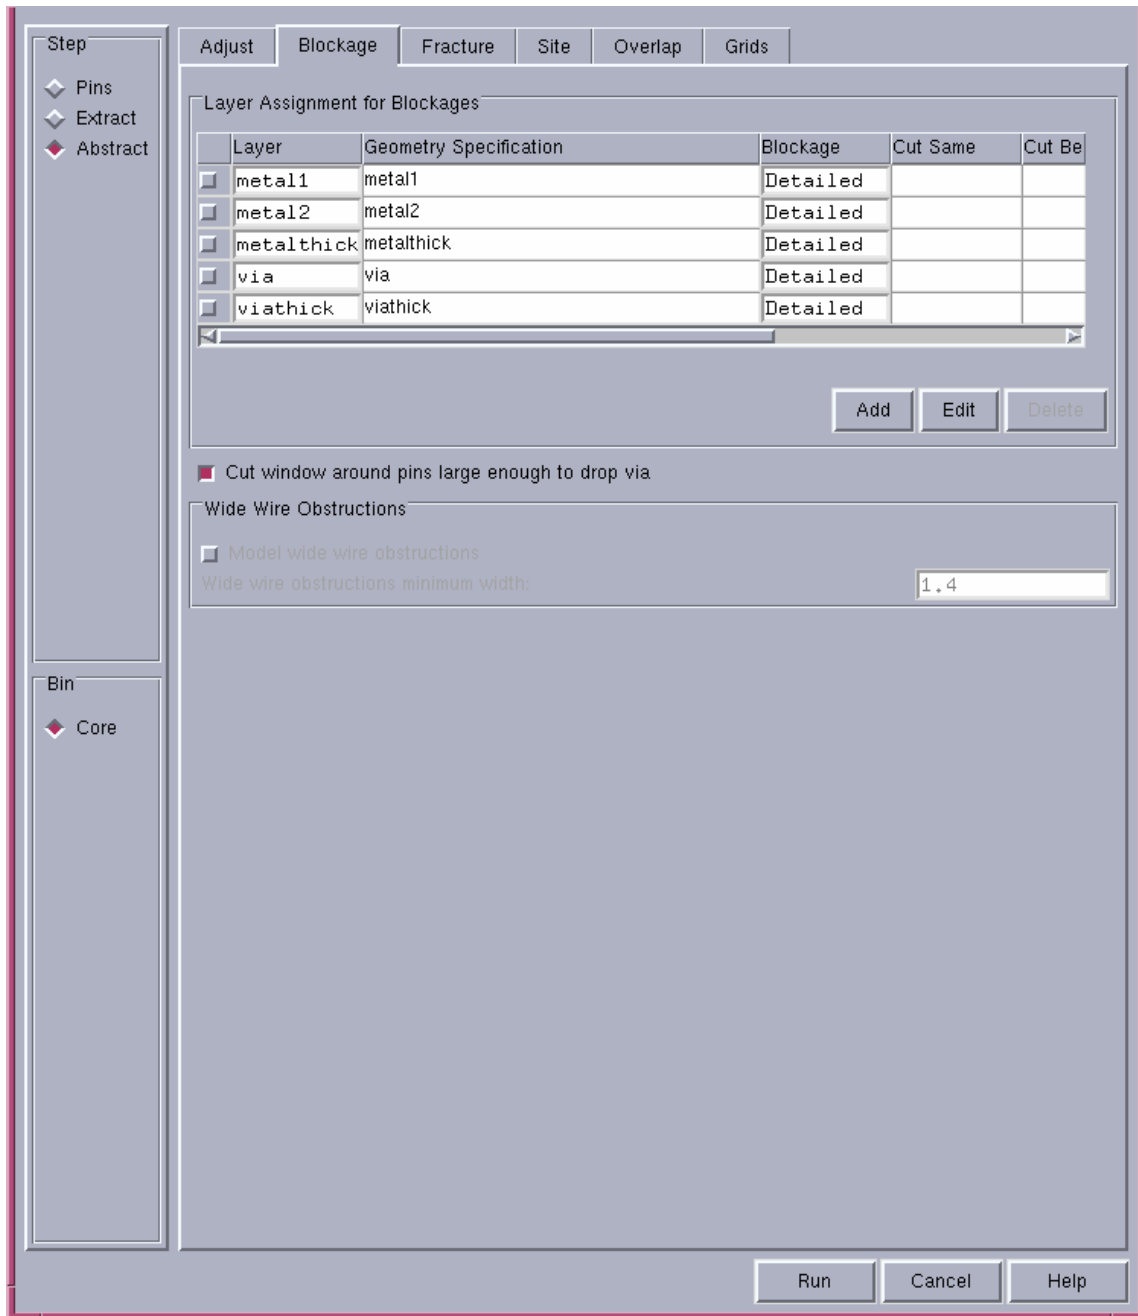 Step
Pins
Extract
Abstract
Adjust Blockage Fracture Site Overlap Grids
Layer Assignment for Blockages
Layer Geometry Specification Blockage Cut Same Cut Be
metal1 metal1 Detailed
metal2 metal2 Detailed
metalthick metalthick Detailed
via via Detailed
viathick viathick Detailed
Add Edit Delete
Cut window around pins large enough to drop via
Wide Wire Obstructions
Model wide wire obstructions
Wide wire obstructions minimum width: 1.4
Bin
Core
Run Cancel Help